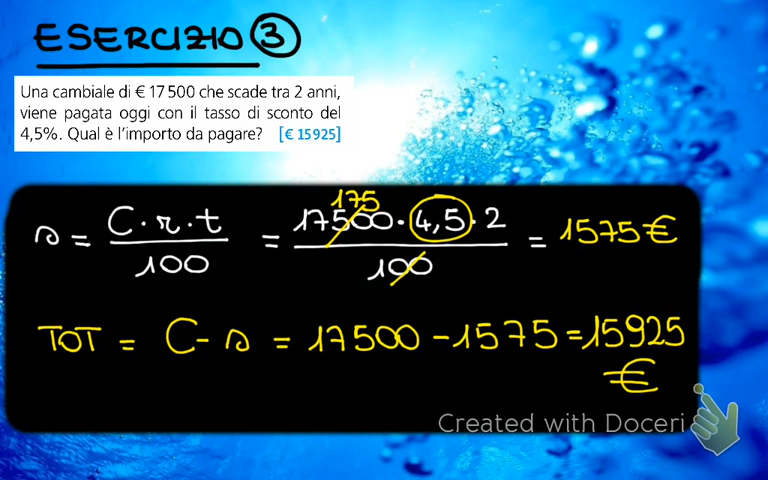 ESERCIZIO 3
Una cambiale di € 17 500 che scade tra 2 anni,
viene pagata oggi con il tasso di sconto del
4,5%. Qual è l'importo da pagare? [€ 15925]
s = C·r·t / 100 = 17500·4,5·2 / 100 = 1575 €
175
TOT = C - s = 17500 - 1575 = 15925
€
Created with Doceri